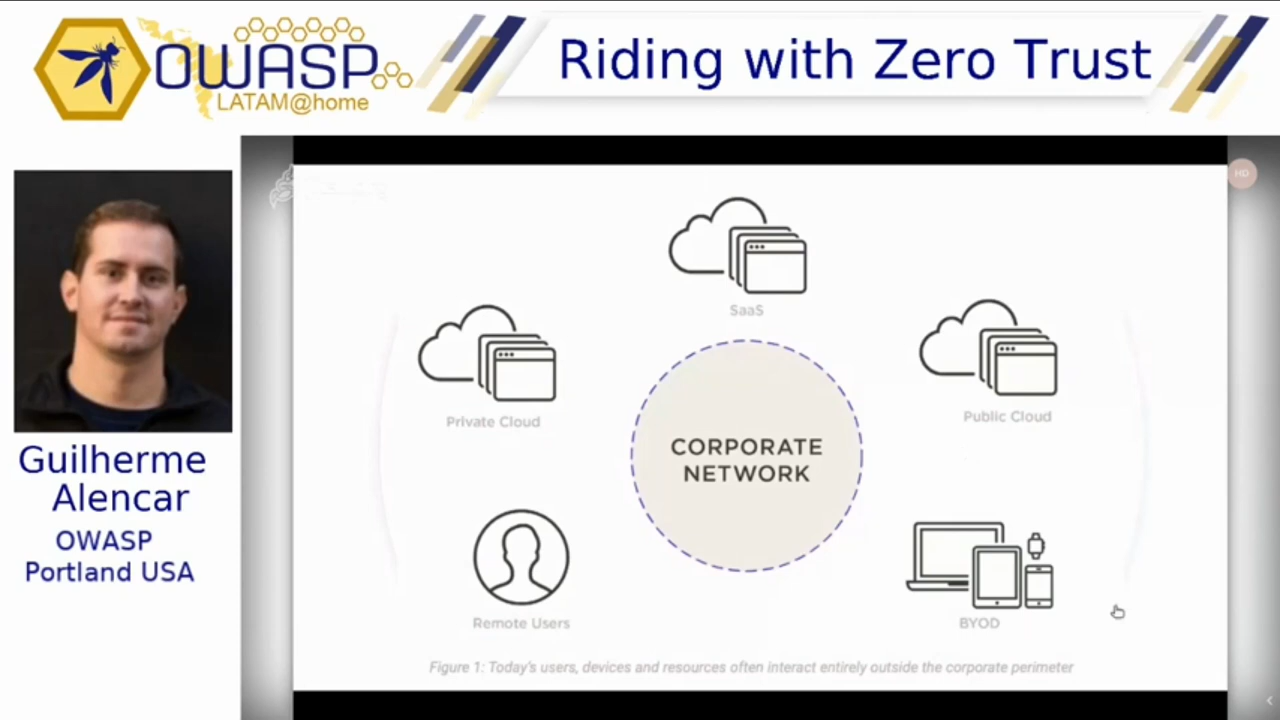 OWASP
LATAM@home
Riding with Zero Trust
HD
SaaS
Private Cloud
Public Cloud
CORPORATE
NETWORK
Guilherme
Alencar
OWASP
Portland USA
Remote Users
BYOD
Figure 1: Today's users, devices and resources often interact entirely outside the corporate perimeter